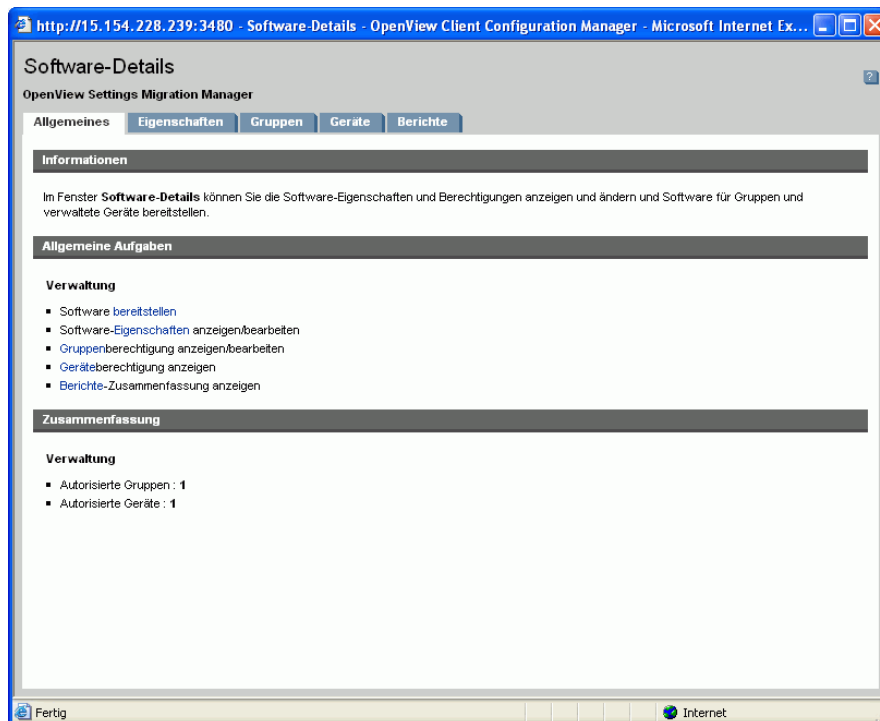 http://15.154.228.239:3480 - Software-Details - OpenView Client Configuration Manager - Microsoft Internet Ex...
Software-Details
?
OpenView Settings Migration Manager
Allgemeines Eigenschaften Gruppen Geräte Berichte
Informationen
Im Fenster Software-Details können Sie die Software-Eigenschaften und Berechtigungen anzeigen und ändern und Software für Gruppen und
verwaltete Geräte bereitstellen.
Allgemeine Aufgaben
Verwaltung
Software bereitstellen
Software-Eigenschaften anzeigen/bearbeiten
Gruppenberechtigung anzeigen/bearbeiten
Geräteberechtigung anzeigen
Berichte-Zusammenfassung anzeigen
Zusammenfassung
Verwaltung
Autorisierte Gruppen : 1
Autorisierte Geräte : 1
Fertig Internet